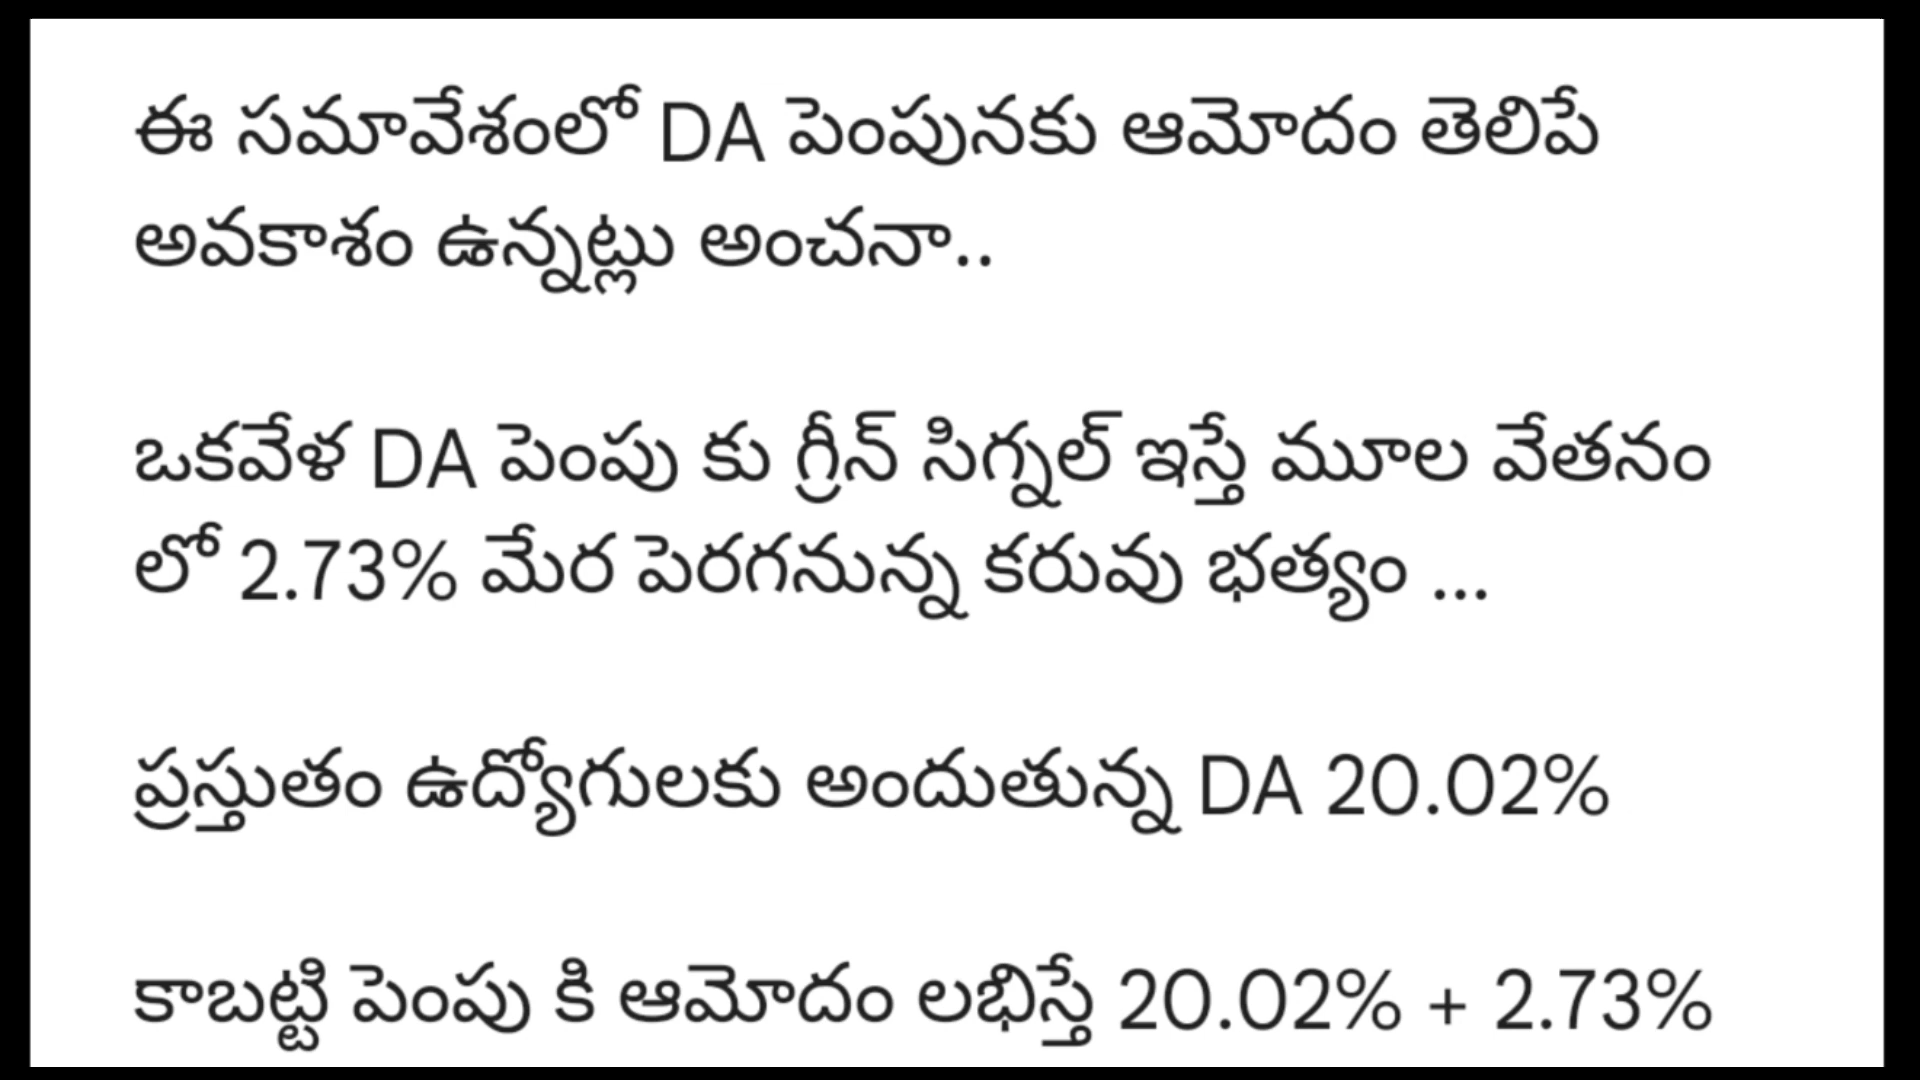 ఈ సమావేశంలో DA పెంపునకు ఆమోదం తెలిపే
అవకాశం ఉన్నట్లు అంచనా..
ఒకవేళ DA పెంపు కు గ్రీన్ సిగ్నల్ ఇస్తే మూల వేతనం
లో 2.73% మేర పెరగనున్న కరువు భత్యం ...
ప్రస్తుతం ఉద్యోగులకు అందుతున్న DA 20.02%
కాబట్టి పెంపు కి ఆమోదం లభిస్తే 20.02% + 2.73%